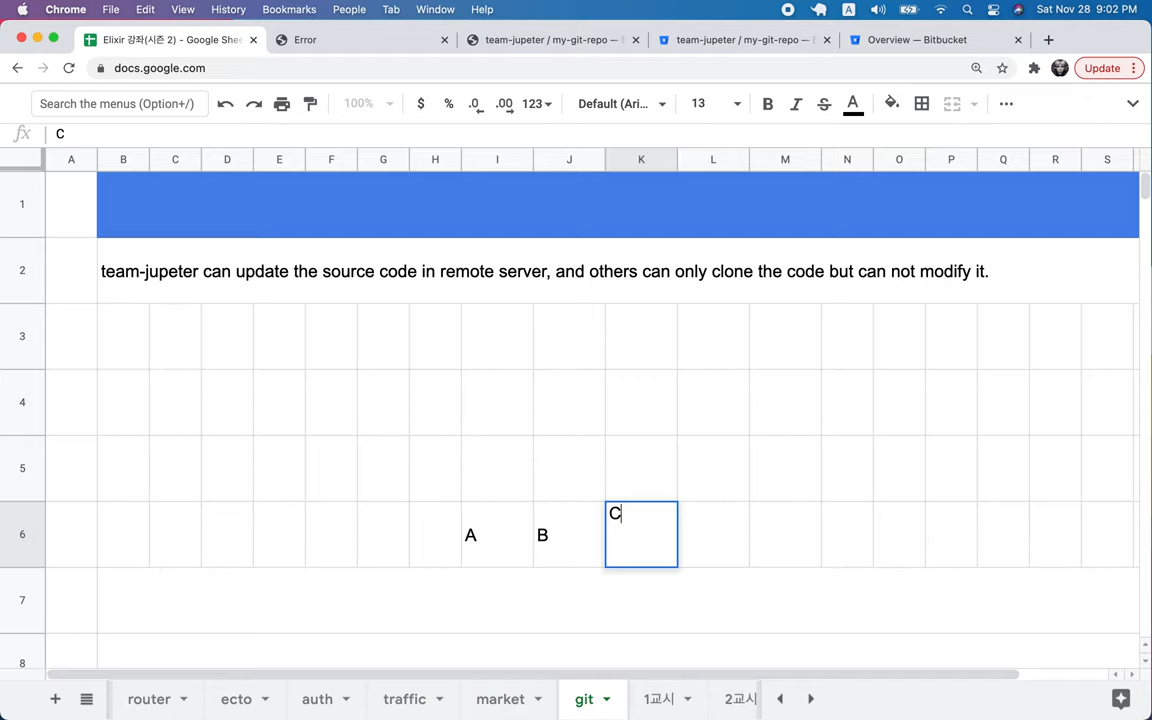 Chrome File Edit View History Bookmarks People Tab Window Help A Sat Nov 28 9:02 PM
Elixir 강좌(시즌 2) - Google Shee Error team-jupeter / my-git-repo — team-jupeter / my-git-repo — Overview — Bitbucket
docs.google.com Update
Search the menus (Option+/) 100% $ % .0 .00 123 Default (Ari... 13 B I S A
fx C
A B C D E F G H I J K L M N O P Q R S
1
2 team-jupeter can update the source code in remote server, and others can only clone the code but can not modify it.
3
4
5
6 A B C
7
8
router ecto auth traffic market git 1교시 2교시